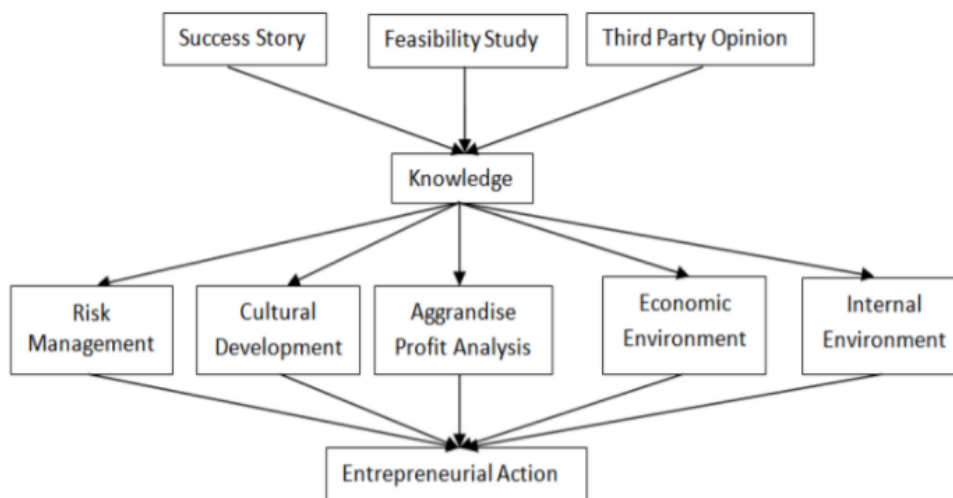 Success Story
Feasibility Study
Third Party Opinion
Knowledge
Risk
Management
Cultural
Development
Aggrandise
Profit Analysis
Economic
Environment
Internal
Environment
Entrepreneurial Action